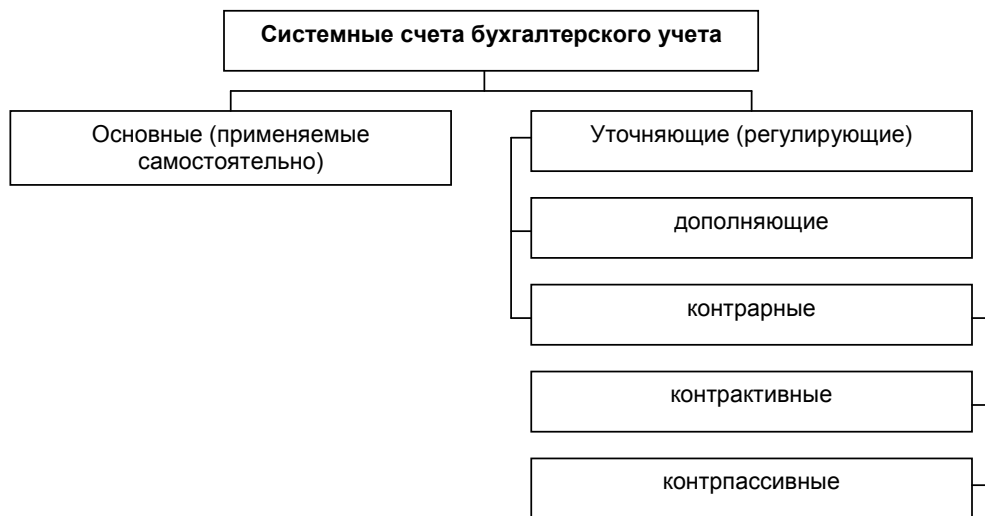 Системные счета бухгалтерского учета
Основные (применяемые
самостоятельно)
Уточняющие (регулирующие)
дополняющие
контрарные
контрактивные
контрпассивные